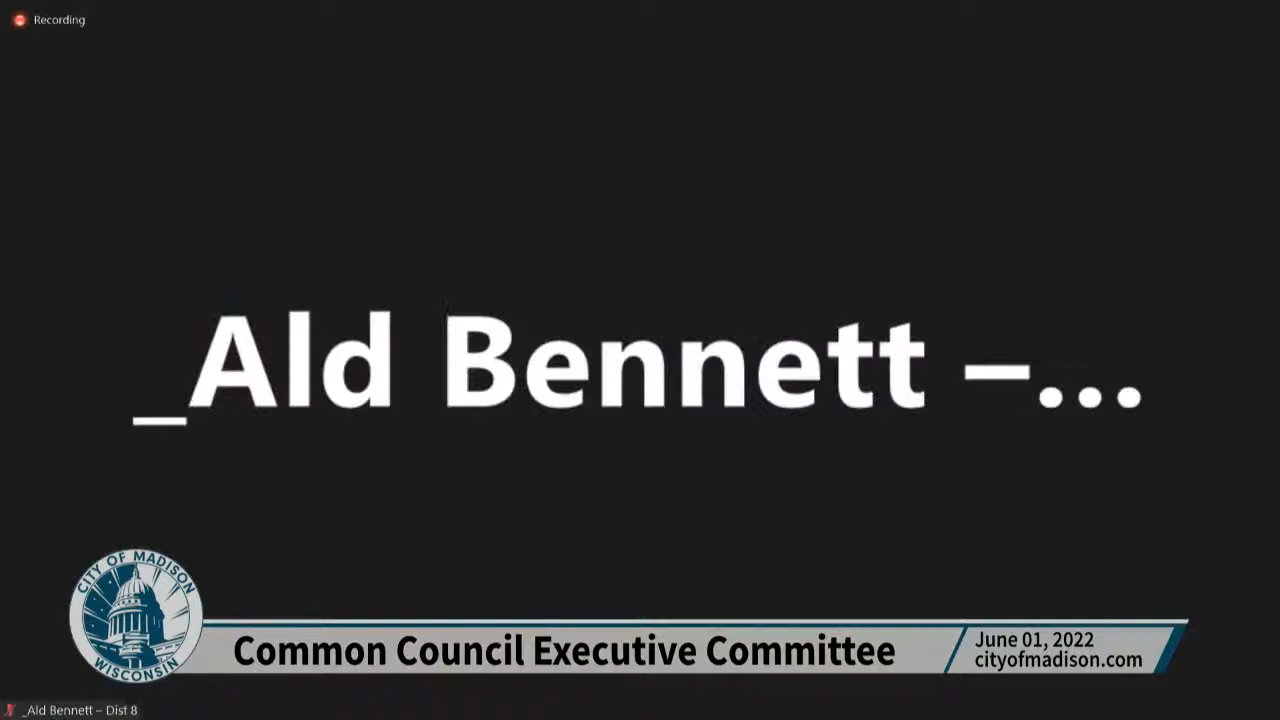 Recording
_Ald Bennett –...
CITY OF MADISON
WISCONSIN
Common Council Executive Committee
June 01, 2022
cityofmadison.com
_Ald Bennett – Dist 8